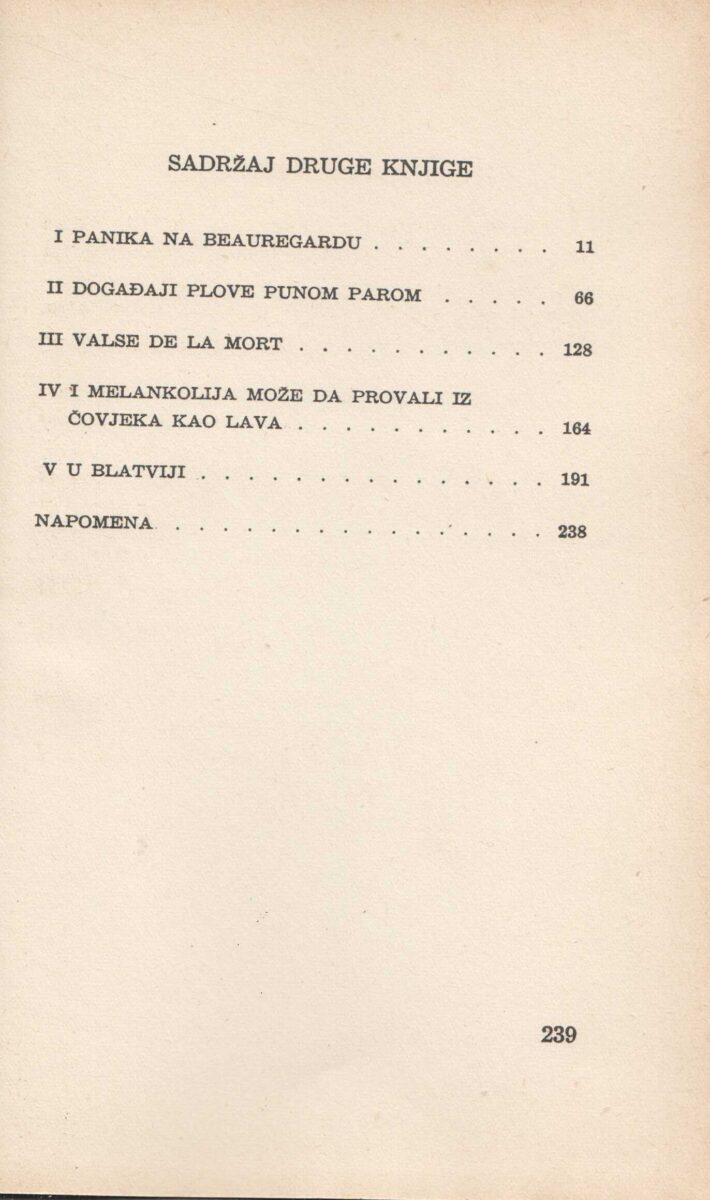 SADRŽAJ DRUGE KNJIGE
I PANIKA NA BEAUREGARDU . . . . . . . . 11
II DOGAĐAJI PLOVE PUNOM PAROM . . . . . 66
III VALSE DE LA MORT . . . . . . . . . . . 128
IV I MELANKOLIJA MOŽE DA PROVALI IZ
ČOVJEKA KAO LAVA . . . . . . . . . . . 164
V U BLATVIJI . . . . . . . . . . . . . . . 191
NAPOMENA . . . . . . . . . . . . . . . . 238
239